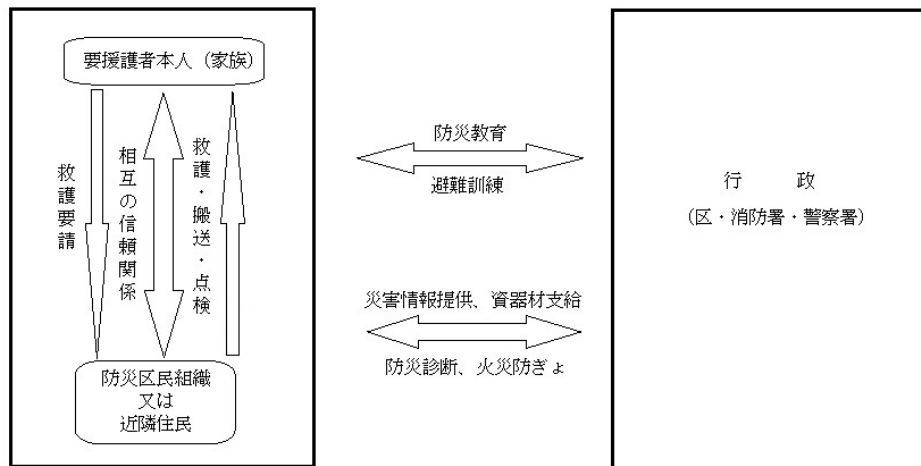 要援護者本人（家族）
救護要請
相互の信頼関係
救護・搬送・点検
防災区民組織
又は
近隣住民
防災教育
避難訓練
災害情報提供、資器材支給
防災診断、火災防ぎょ
行　　政
（区・消防署・警察署）